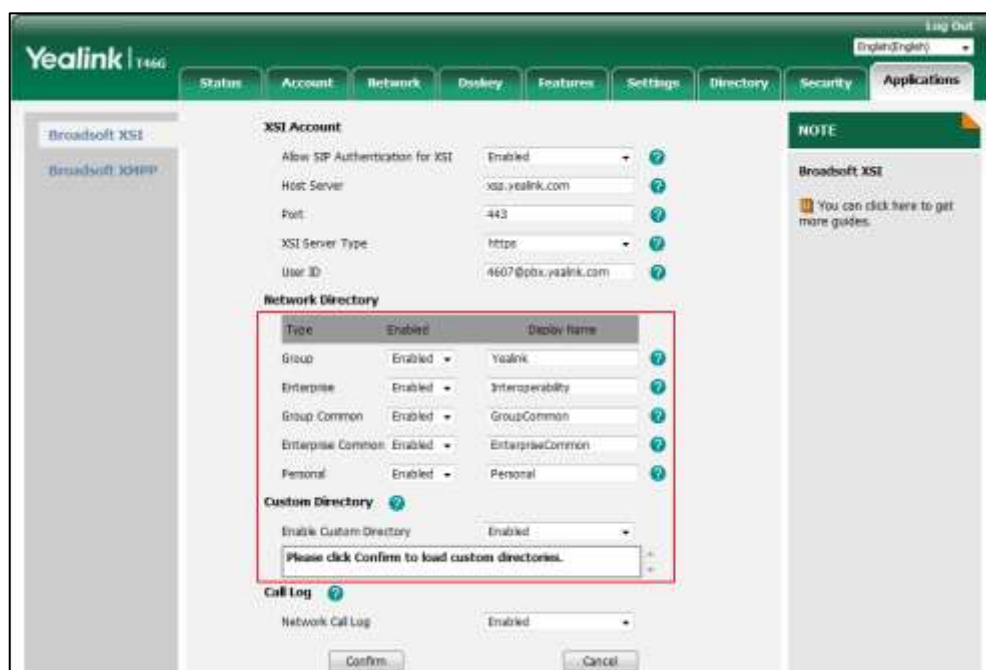 Log Out
Yealink T46G
English(English)
Status Account Network Dsskey Features Settings Directory Security Applications
Broadsoft XSI
Broadsoft XMPP
XSI Account
Allow SIP Authentication for XSI Enabled
Host Server xsp.yealink.com
Port 443
XSI Server Type https
User ID 4607@pbx.yealink.com
Network Directory
Type Enabled Display Name
Group Enabled Yealink
Enterprise Enabled Interoperability
Group Common Enabled GroupCommon
Enterprise Common Enabled EnterpriseCommon
Personal Enabled Personal
Custom Directory
Enable Custom Directory Enabled
Please click Confirm to load custom directories.
Call Log
Network Call Log Enabled
Confirm Cancel
NOTE
Broadsoft XSI
You can click here to get
more guides.